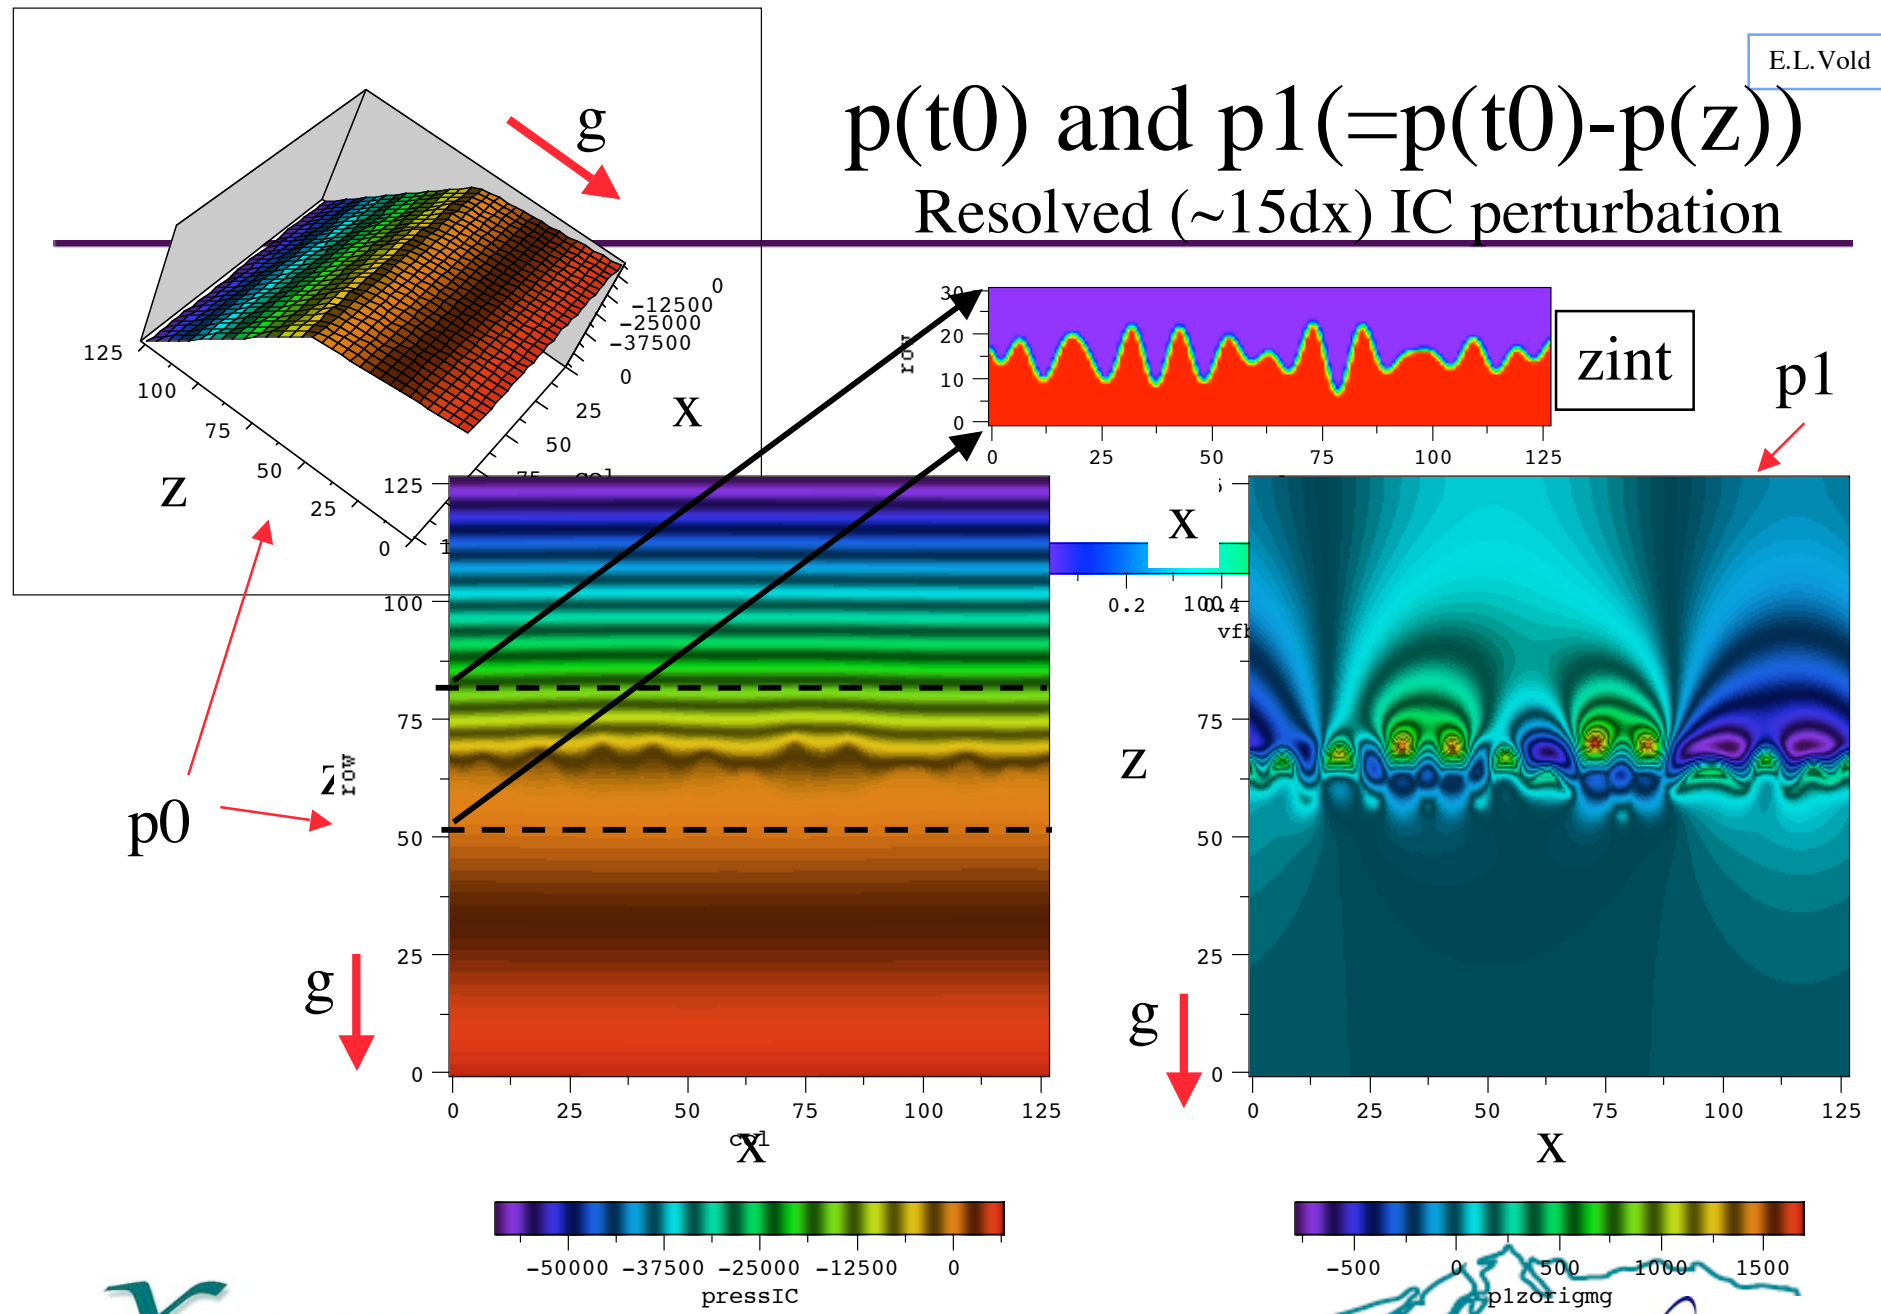 E.L.Vold
p(t0) and p1(=p(t0)-p(z))
Resolved (~15dx) IC perturbation
g
0
-12500
-25000
-37500
125
100
75
50
25
0
z
0
25
50
x
row
30
20
10
0
0 25 50 75 100 125
zint
p1
x
0.2 0.4
p0
row
125
100
75
50
25
0
g
0 25 50 75 100 125
col
x
-50000 -37500 -25000 -12500 0
pressIC
z
100
75
50
25
0
g
0 25 50 75 100 125
x
-500 0 500 1000 1500
p1zorigmg